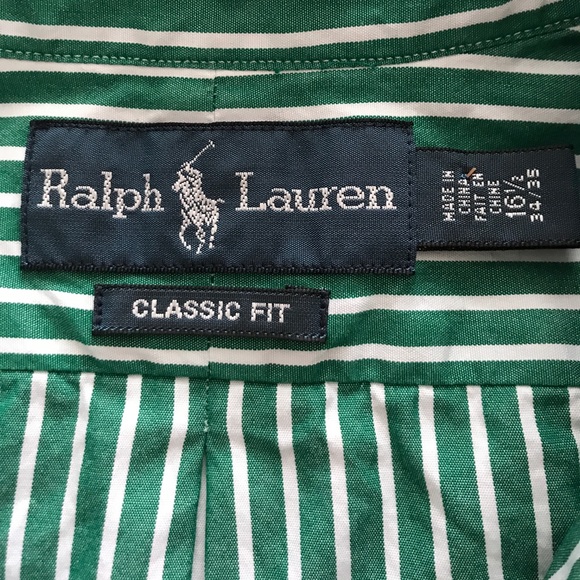 Ralph Lauren
MADE IN
CHINA
FAIT EN
CHINE
16½
34/35
CLASSIC FIT